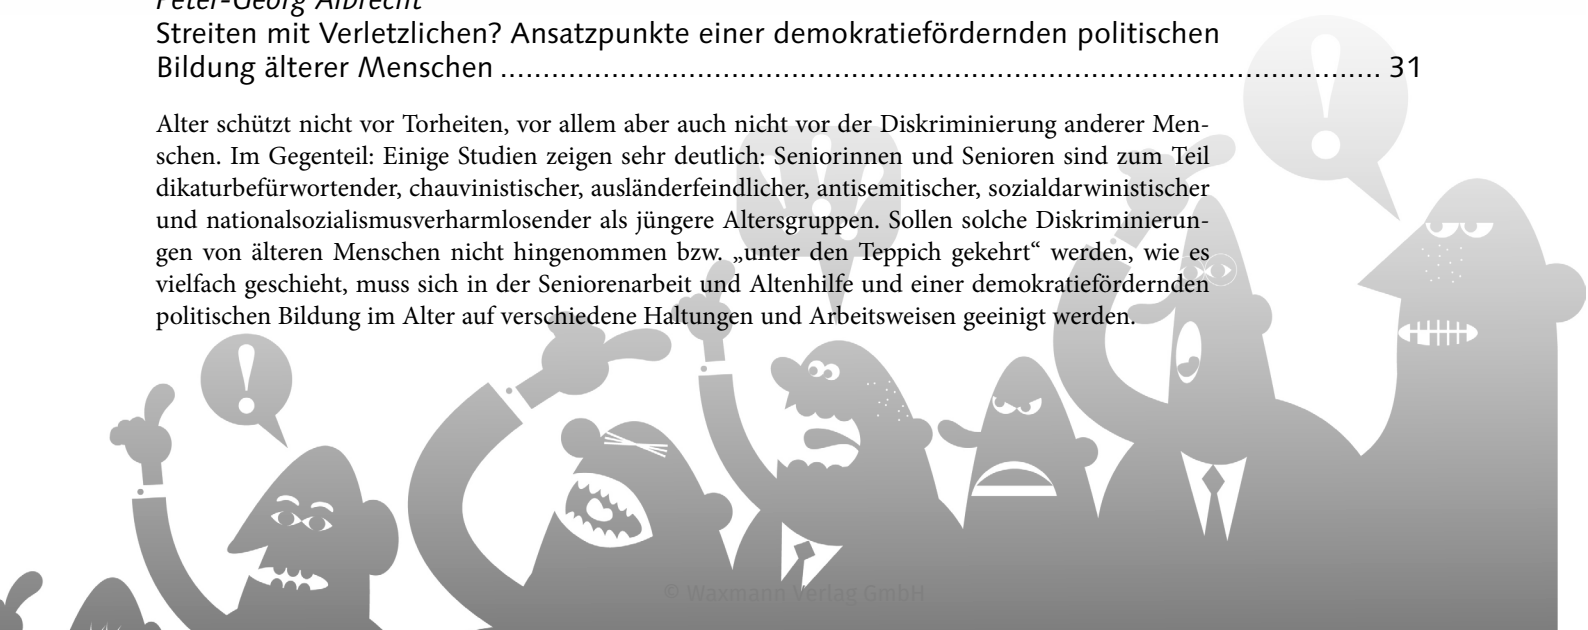 Peter-Georg Albrecht
Streiten mit Verletzlichen? Ansatzpunkte einer demokratiefördernden politischen
Bildung älterer Menschen ........................................................................................................ 31
Alter schützt nicht vor Torheiten, vor allem aber auch nicht vor der Diskriminierung anderer Men-
schen. Im Gegenteil: Einige Studien zeigen sehr deutlich: Seniorinnen und Senioren sind zum Teil
dikaturbefürwortender, chauvinistischer, ausländerfeindlicher, antisemitischer, sozialdarwinistischer
und nationalsozialismusverharmlosender als jüngere Altersgruppen. Sollen solche Diskriminierun-
gen von älteren Menschen nicht hingenommen bzw. „unter den Teppich gekehrt“ werden, wie es
vielfach geschieht, muss sich in der Seniorenarbeit und Altenhilfe und einer demokratiefördernden
politischen Bildung im Alter auf verschiedene Haltungen und Arbeitsweisen geeinigt werden.
© Waxmann Verlag GmbH